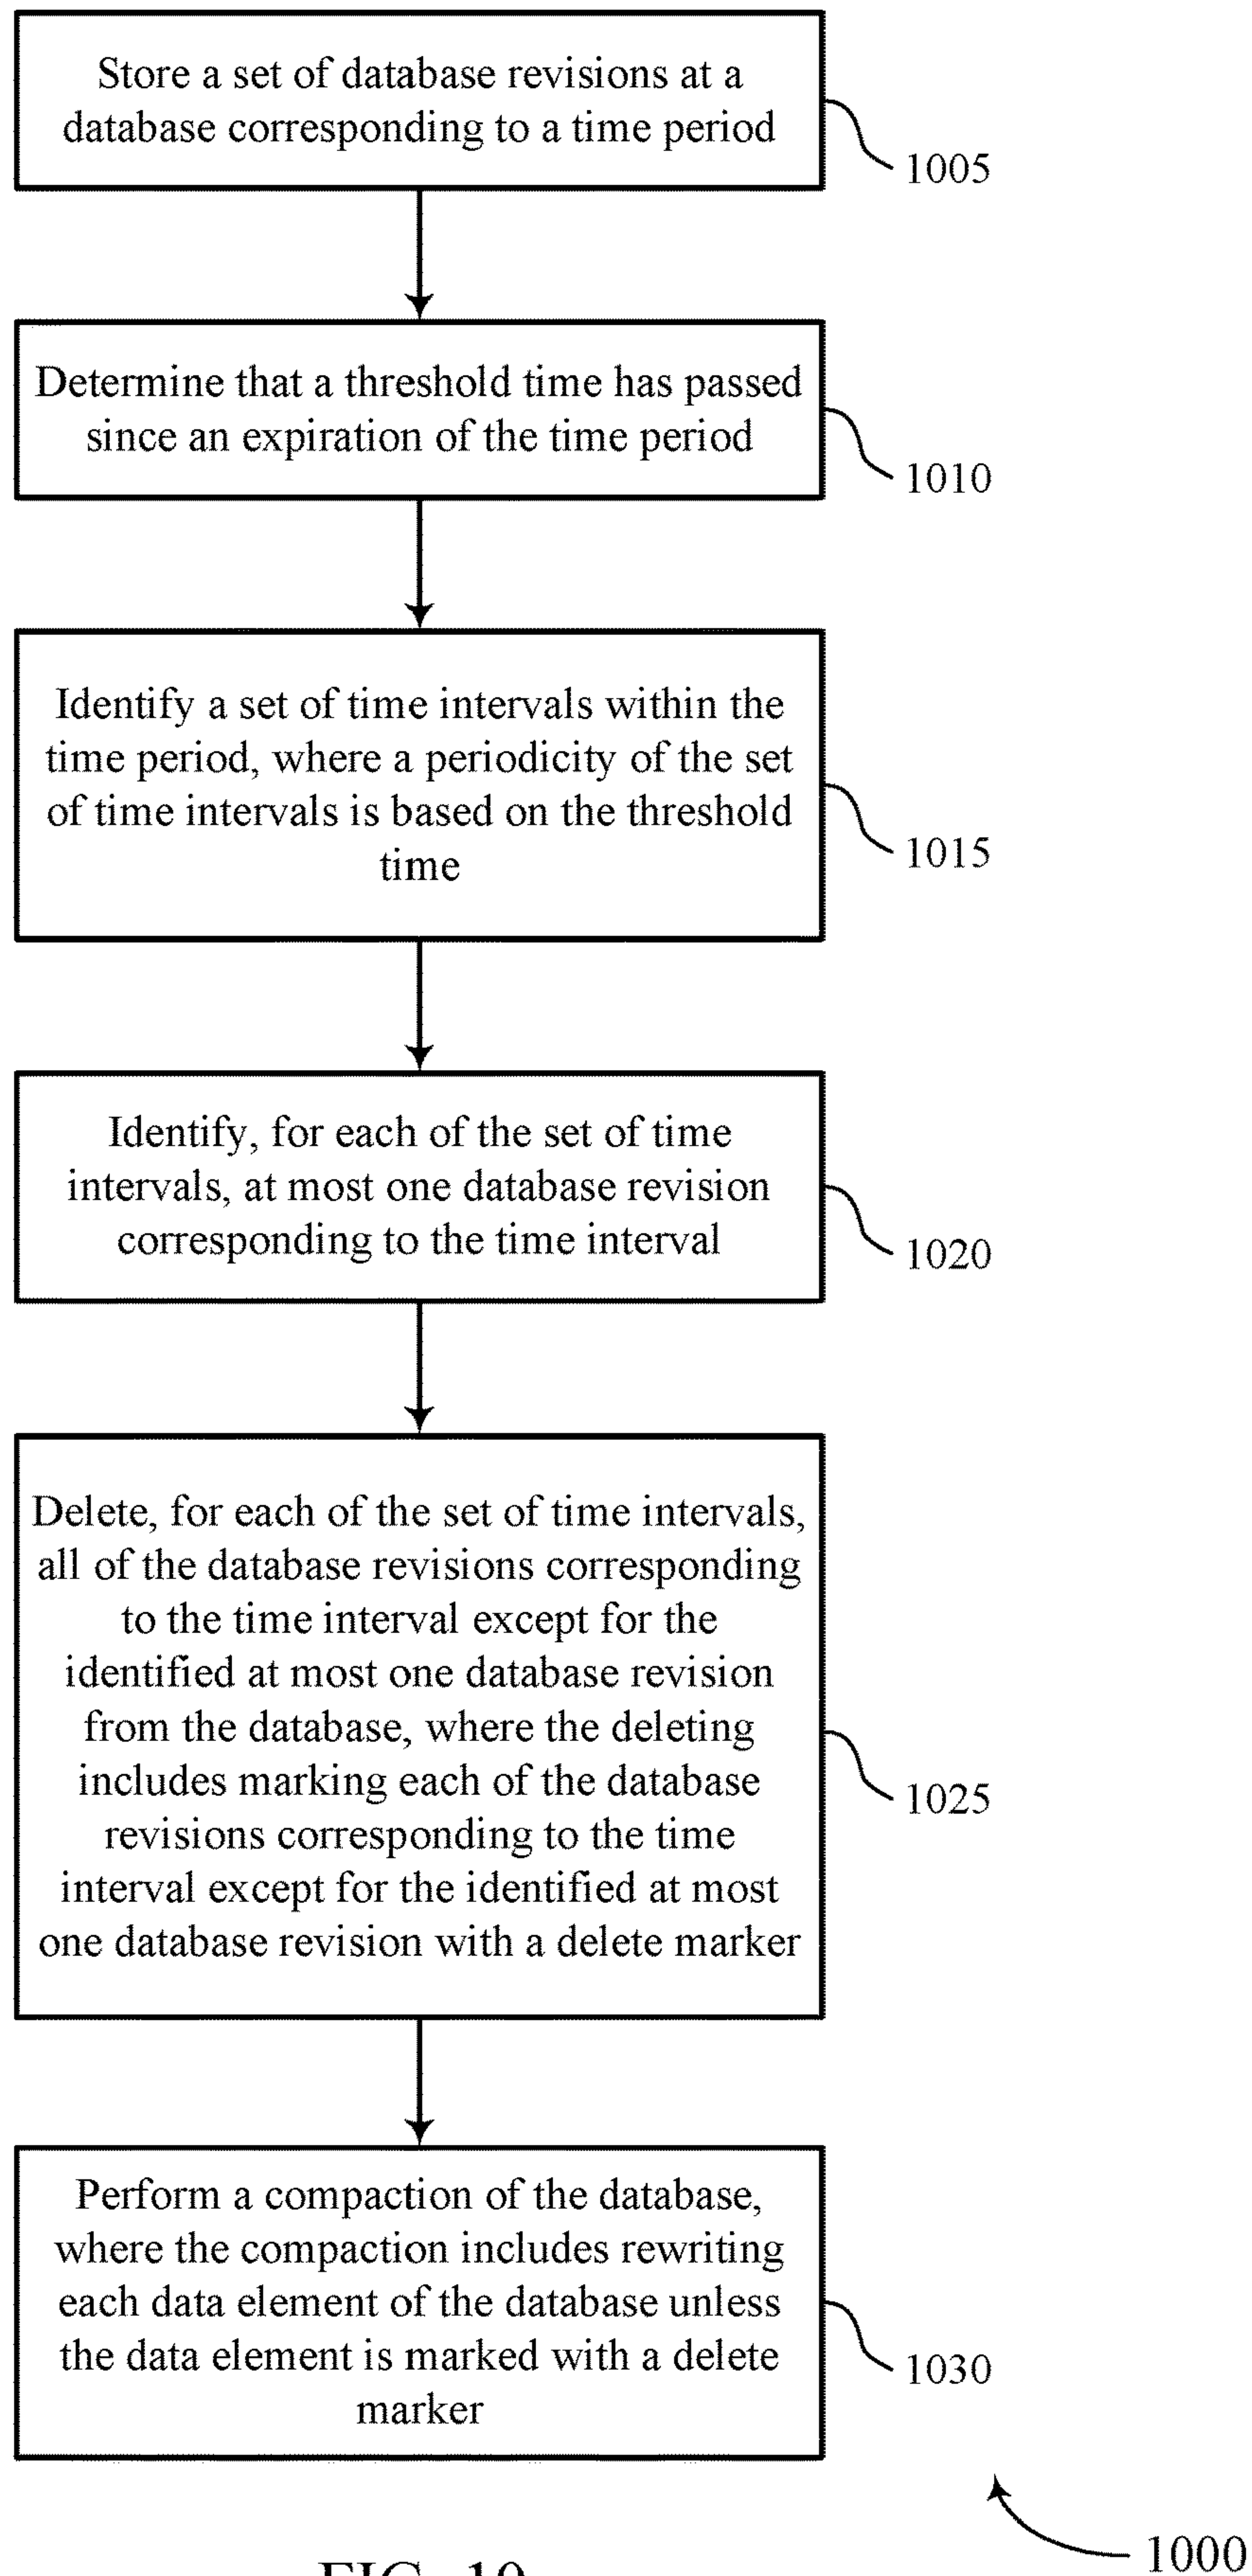 Store a set of database revisions at a
database corresponding to a time period
1005
Determine that a threshold time has passed
since an expiration of the time period
1010
Identify a set of time intervals within the
time period, where a periodicity of the set
of time intervals is based on the threshold
time
1015
Identify, for each of the set of time
intervals, at most one database revision
corresponding to the time interval
1020
Delete, for each of the set of time intervals,
all of the database revisions corresponding
to the time interval except for the
identified at most one database revision
from the database, where the deleting
includes marking each of the database
revisions corresponding to the time
interval except for the identified at most
one database revision with a delete marker
1025
Perform a compaction of the database,
where the compaction includes rewriting
each data element of the database unless
the data element is marked with a delete
marker
1030
1000
FIG. 10